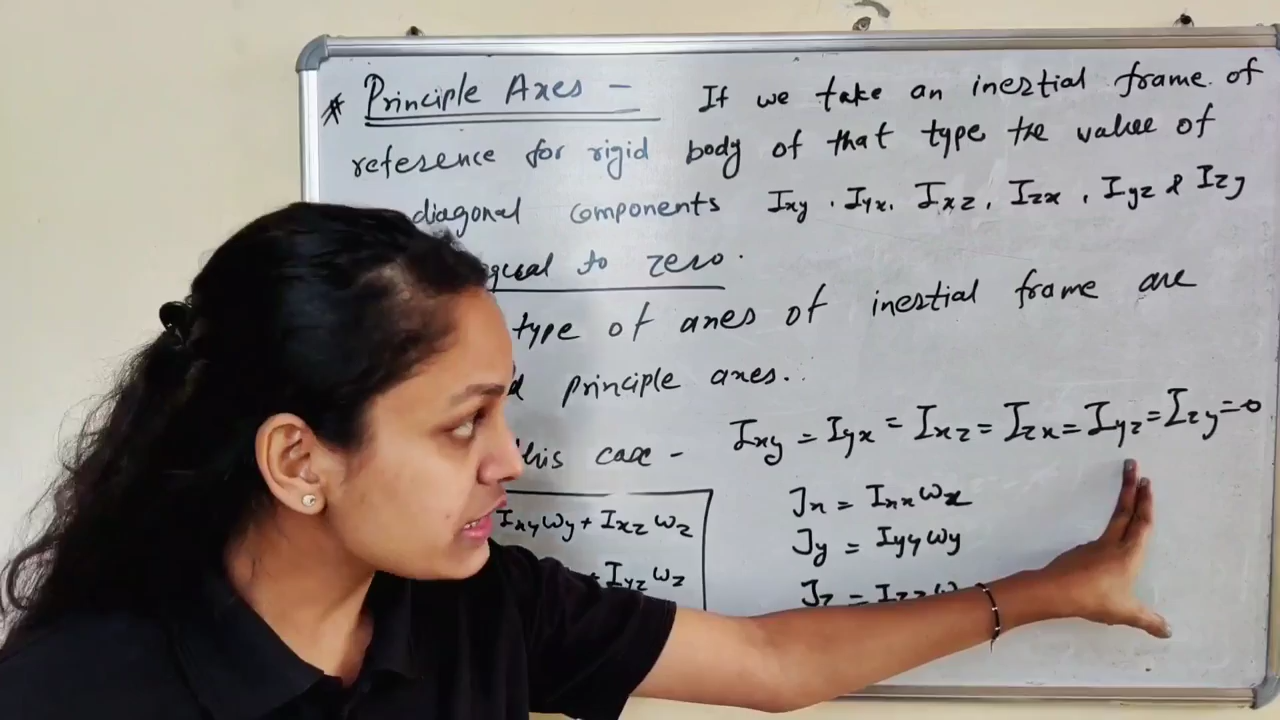 * Principle Axes - If we take an inertial frame of
reference for rigid body of that type the value of
diagonal components Ixy, Iyx, Ixz, Izx, Iyz & Izy
equal to zero.
type of axes of inertial frame are
principle axes.
this case - Ixy = Iyx = Ixz = Izx = Iyz = Izy = 0
Jx = Ixx ωx
Ixy ωy + Ixz ωz
Jy = Iyy ωy
Iyz ωz
Jz = Izz ω